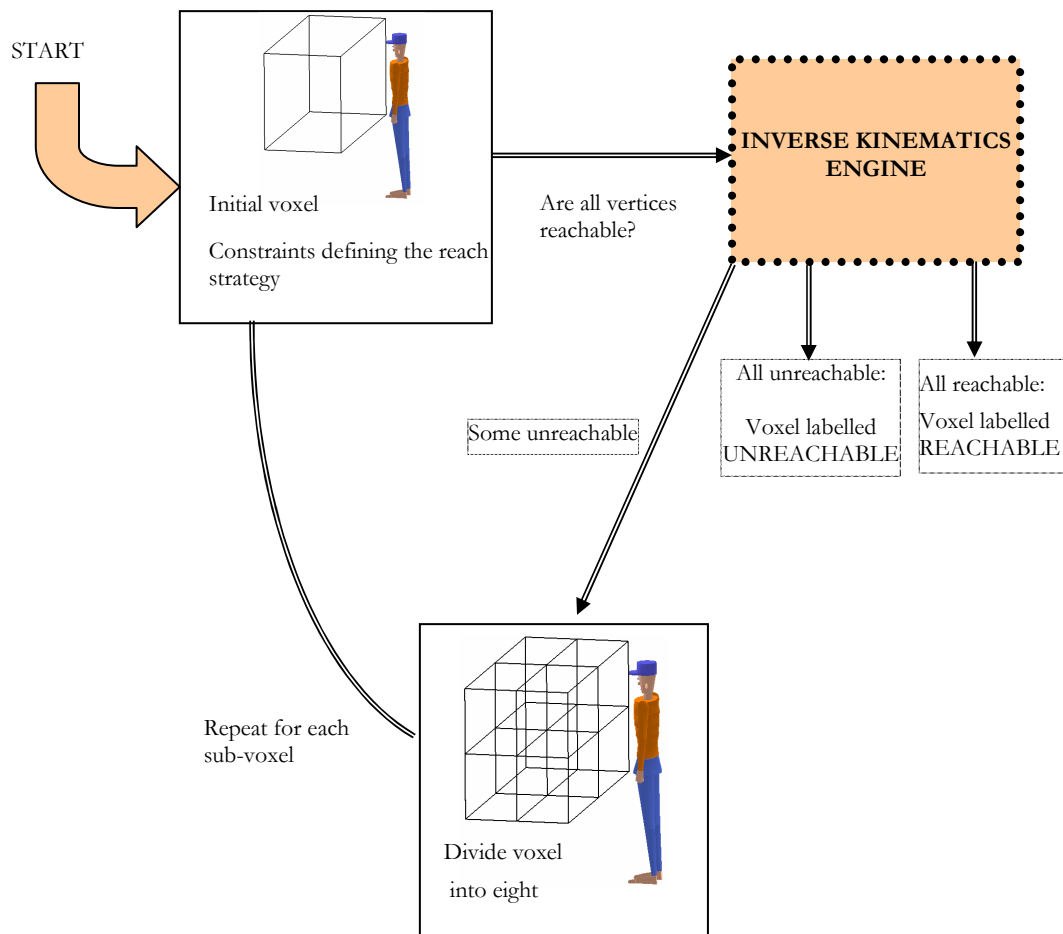 START
Initial voxel
Constraints defining the reach
strategy
Are all vertices
reachable?
INVERSE KINEMATICS
ENGINE
All unreachable:
Voxel labelled
UNREACHABLE
All reachable:
Voxel labelled
REACHABLE
Some unreachable
Repeat for each
sub-voxel
Divide voxel
into eight